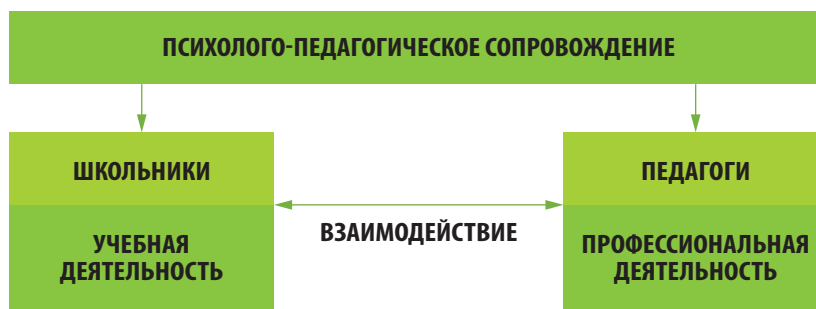 ПСИХОЛОГО-ПЕДАГОГИЧЕСКОЕ СОПРОВОЖДЕНИЕ
ШКОЛЬНИКИ
ПЕДАГОГИ
ВЗАИМОДЕЙСТВИЕ
УЧЕБНАЯ
ДЕЯТЕЛЬНОСТЬ
ПРОФЕССИОНАЛЬНАЯ
ДЕЯТЕЛЬНОСТЬ